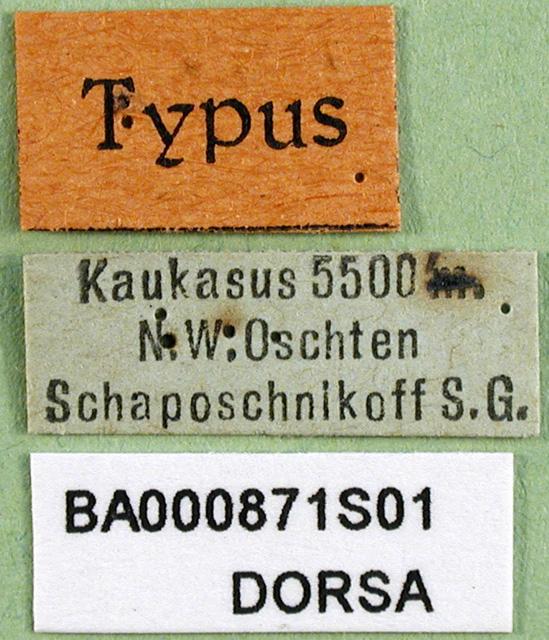 Typus
Kaukasus 5500
N.W. Oschten
Schaposchnikoff S.G.
BA000871S01
DORSA